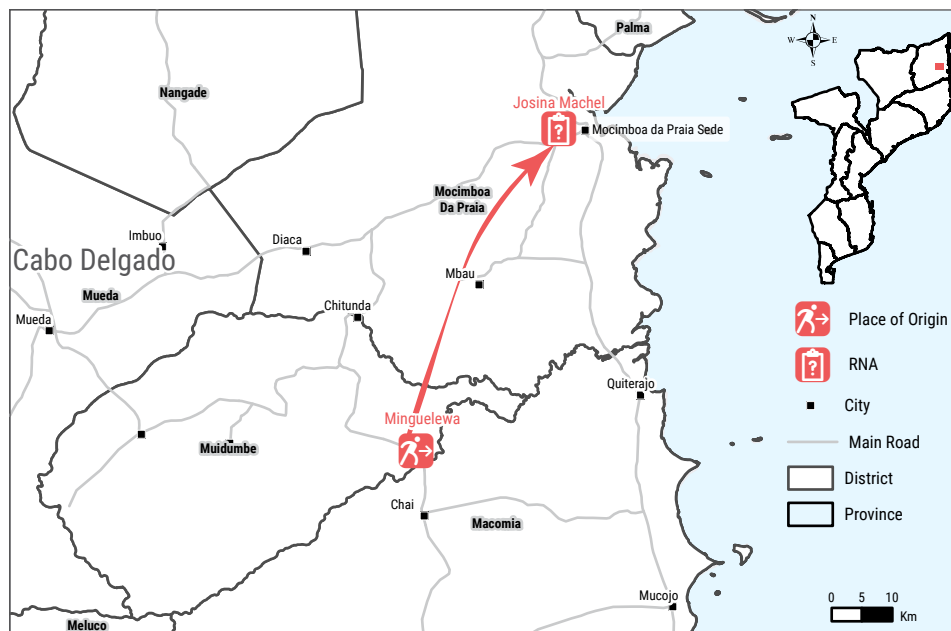 Palma
N
W E
S
Nangade
Josina Machel
?
Mocimboa da Praia Sede
Mocimboa
Da Praia
Imbuo
Diaca
Cabo Delgado
Mbau
Mueda
Chitunda
Mueda
Place of Origin
?
RNA
Quiterajo
City
Minguelewa
Main Road
Muidumbe
District
Chai
Macomia
Province
Mucojo
0 5 10
Km
Meluco